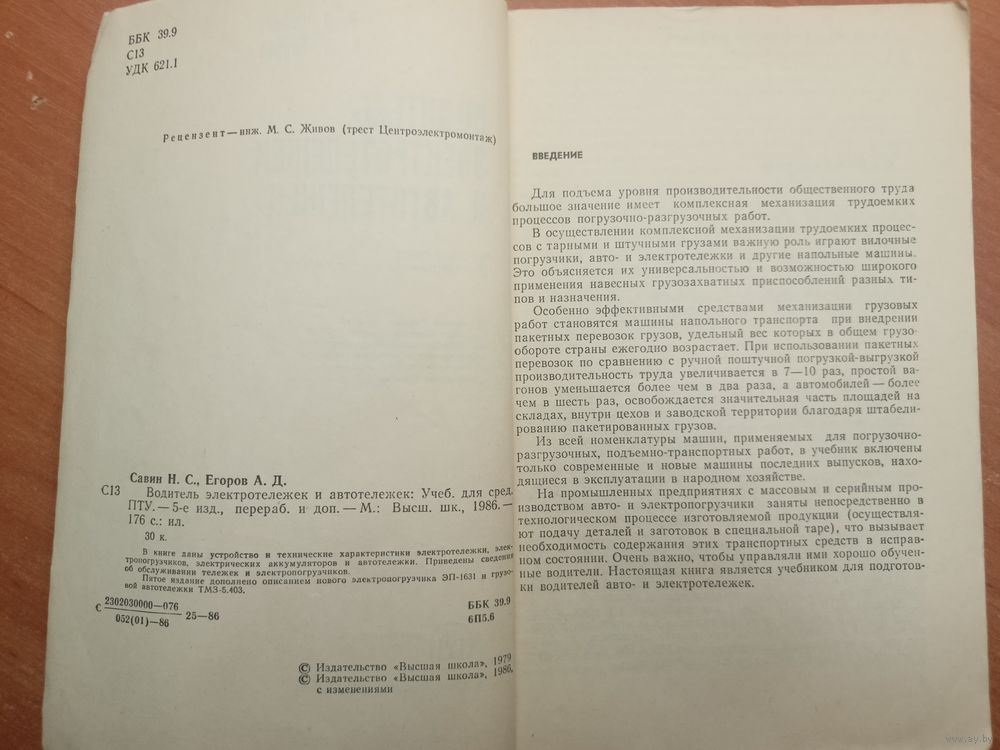 ББК 39.9
С13
УДК 621.1
Рецензент — инж. М. С. Живов (трест Центроэлектромонтаж)
Савин Н. С., Егоров А. Д.
С13 Водитель электротележек и автотележек: Учеб. для сред.
ПТУ. — 5-е изд., перераб. и доп. — М.: Высш. шк., 1986. —
176 с.: ил.
30 к.
В книге даны устройство и технические характеристики электротележки, элек-
тропогрузчиков, электрических аккумуляторов и автотележки. Приведены сведения
об обслуживании тележек и электропогрузчиков.
Пятое издание дополнено описанием нового электропогрузчика ЭП-1631 и грузо-
вой автотележки ТМЗ-5.403.
С 2302030000—076
052(01)—86
25—86
ББК 39.9
6П5.6
© Издательство «Высшая школа», 1979
© Издательство «Высшая школа», 1986,
с изменениями
ВВЕДЕНИЕ
Для подъема уровня производительности общественного труда
большое значение имеет комплексная механизация трудоемких
процессов погрузочно-разгрузочных работ.
В осуществлении комплексной механизации трудоемких процес-
сов с тарными и штучными грузами важную роль играют вилочные
погрузчики, авто- и электротележки и другие напольные машины.
Это объясняется их универсальностью и возможностью широкого
применения навесных грузозахватных приспособлений разных ти-
пов и назначения.
Особенно эффективными средствами механизации грузовых
работ становятся машины напольного транспорта при внедрении
пакетных перевозок грузов, удельный вес которых в общем грузо-
обороте страны ежегодно возрастает. При использовании пакетных
перевозок по сравнению с ручной поштучной погрузкой-выгрузкой
производительность труда увеличивается в 7—10 раз, простой ва-
гонов уменьшается более чем в два раза, а автомобилей — более
чем в шесть раз, освобождается значительная часть площадей на
складах, внутри цехов и заводской территории благодаря штабели-
рованию пакетированных грузов.
Из всей номенклатуры машин, применяемых для погрузочно-
разгрузочных, подъемно-транспортных работ, в учебник включены
только современные и новые машины последних выпусков, нахо-
дящиеся в эксплуатации в народном хозяйстве.
На промышленных предприятиях с массовым и серийным про-
изводством авто- и электропогрузчики заняты непосредственно в
технологическом процессе изготовляемой продукции (осуществля-
ют подачу деталей и заготовок в специальной таре), что вызывает
необходимость содержания этих транспортных средств в исправ-
ном состоянии. Очень важно, чтобы управляли ими хорошо обучен-
ные водители. Настоящая книга является учебником для подготов-
ки водителей авто- и электротележек.
www.ay.by